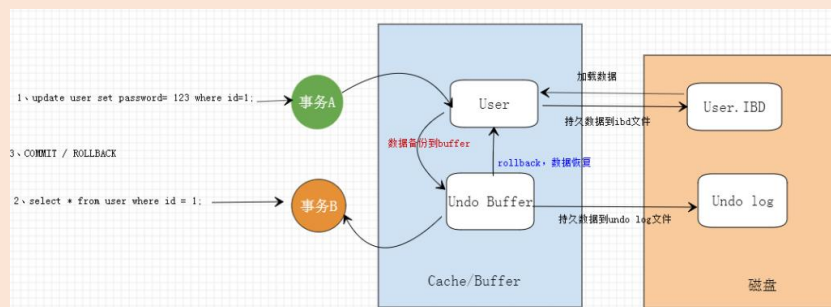 1、update user set password= 123 where id=1;
事务A
3、COMMIT / ROLLBACK
2、select * from user where id = 1;
事务B
User
数据备份到buffer
rollback，数据恢复
Undo Buffer
Cache/Buffer
加载数据
持久数据到ibd文件
User.IBD
持久数据到undo log文件
Undo log
磁盘